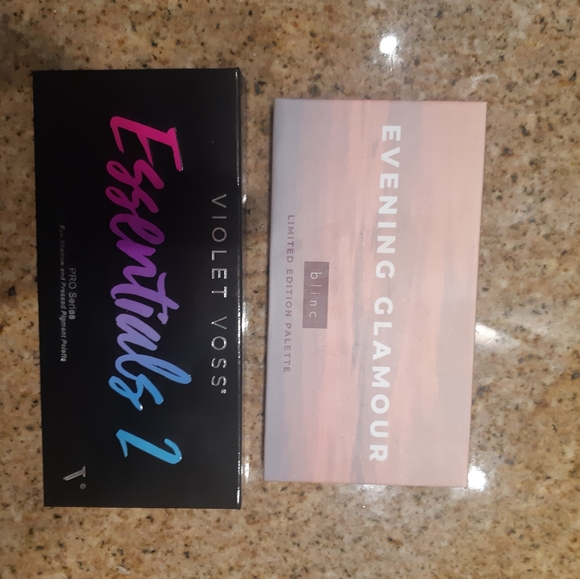 VIOLET VOSS®
Essentials 2
PRO Series
Eye Shadow and Pressed Pigment Palette
EVENING GLAMOUR
blinc
LIMITED EDITION PALETTE